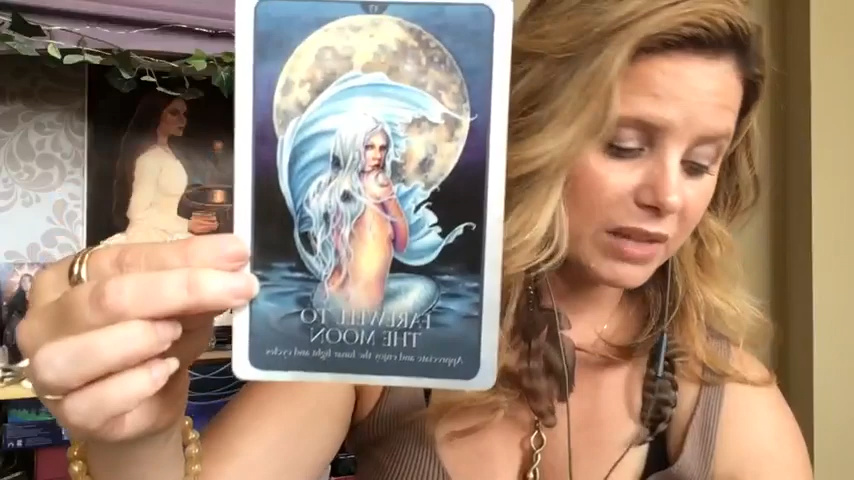 FAREWELL TO
THE MOON
Appreciate and enjoy the lunar light
and cycles.